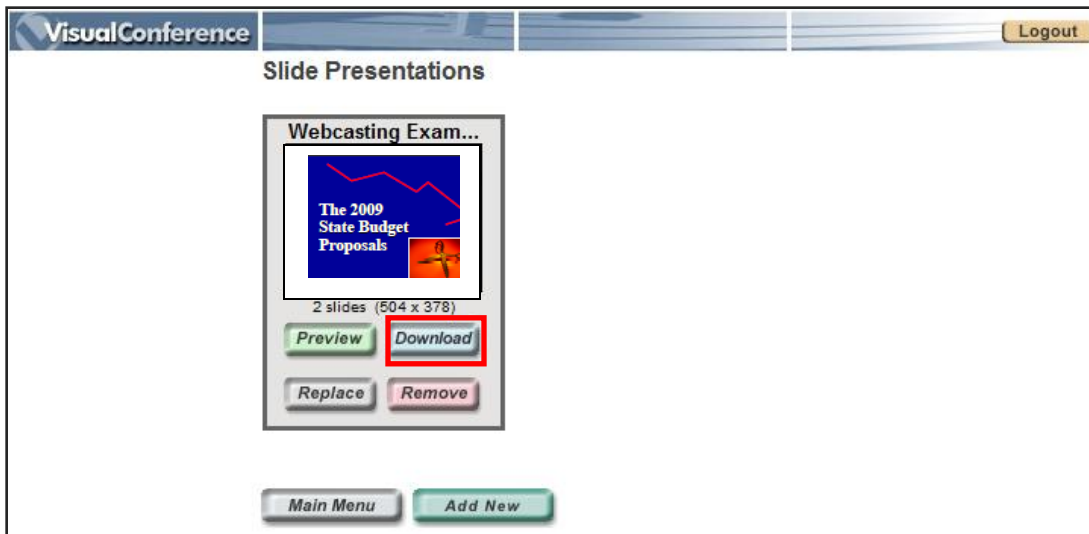 VisualConference
Logout
Slide Presentations
Webcasting Exam...
The 2009
State Budget
Proposals
2 slides (504 x 378)
Preview Download
Replace Remove
Main Menu Add New